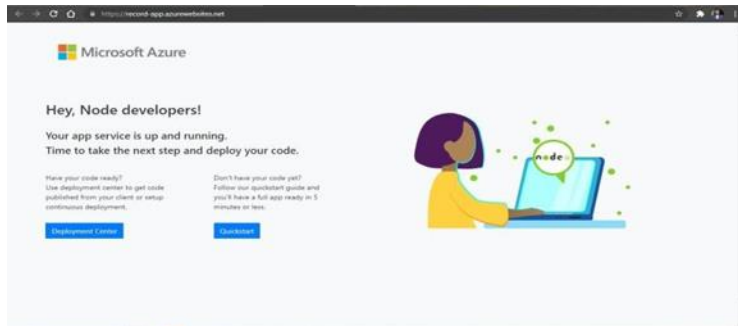 https://record-app.azurewebsites.net
Microsoft Azure
Hey, Node developers!
Your app service is up and running.
Time to take the next step and deploy your code.
Have your code ready?
Use deployment center to get code
published from your client or setup
continuous deployment.
Deployment Center
Don't have your code yet?
Follow our quickstart guide and
you'll have a full app ready in 5
minutes or less.
Quickstart
node